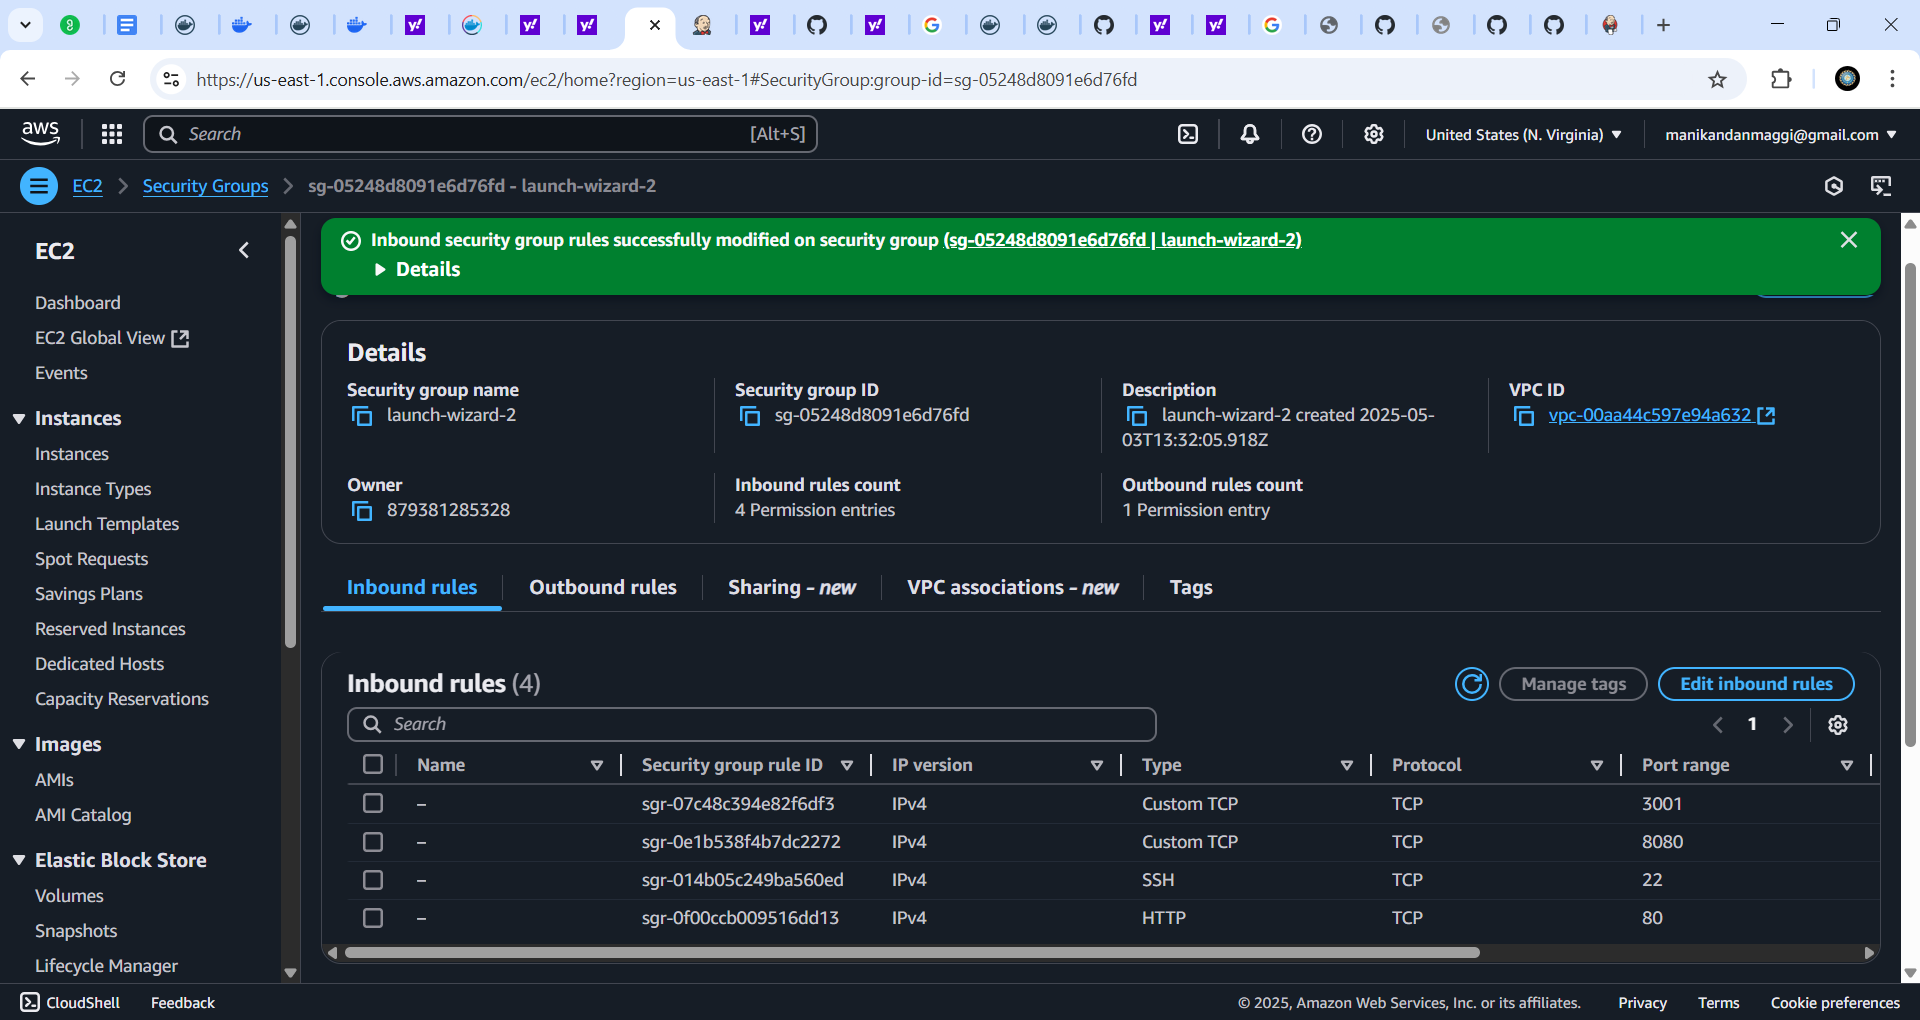 https://us-east-1.console.aws.amazon.com/ec2/home?region=us-east-1#SecurityGroup:group-id=sg-05248d8091e6d76fd
aws
Search [Alt+S]
United States (N. Virginia)
manikandanmaggi@gmail.com
EC2
Security Groups
sg-05248d8091e6d76fd - launch-wizard-2
EC2
Dashboard
EC2 Global View
Events
Instances
Instances
Instance Types
Launch Templates
Spot Requests
Savings Plans
Reserved Instances
Dedicated Hosts
Capacity Reservations
Images
AMIs
AMI Catalog
Elastic Block Store
Volumes
Snapshots
Lifecycle Manager
Inbound security group rules successfully modified on security group (sg-05248d8091e6d76fd | launch-wizard-2)
Details
Details
Security group name
launch-wizard-2
Security group ID
sg-05248d8091e6d76fd
Description
launch-wizard-2 created 2025-05-
03T13:32:05.918Z
VPC ID
vpc-00aa44c597e94a632
Owner
879381285328
Inbound rules count
4 Permission entries
Outbound rules count
1 Permission entry
Inbound rules
Outbound rules
Sharing - new
VPC associations - new
Tags
Inbound rules (4)
Manage tags
Edit inbound rules
Search
1
Name Security group rule ID IP version Type Protocol Port range
– sgr-07c48c394e82f6df3 IPv4 Custom TCP TCP 3001
– sgr-0e1b538f4b7dc2272 IPv4 Custom TCP TCP 8080
– sgr-014b05c249ba560ed IPv4 SSH TCP 22
– sgr-0f00ccb009516dd13 IPv4 HTTP TCP 80
CloudShell
Feedback
© 2025, Amazon Web Services, Inc. or its affiliates.
Privacy
Terms
Cookie preferences